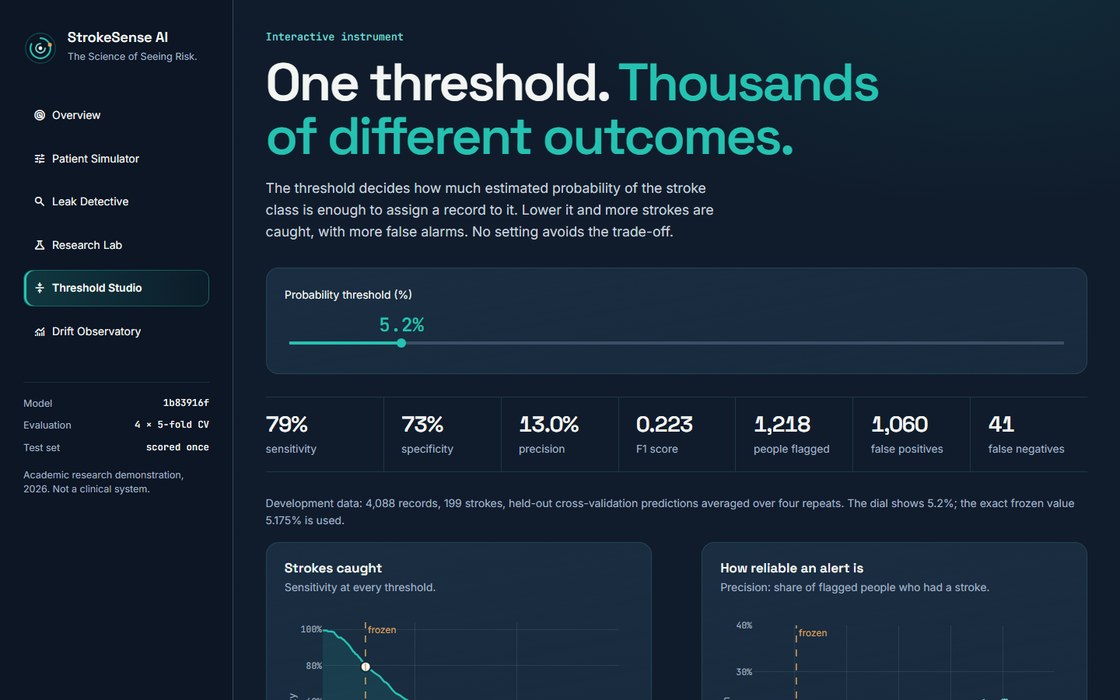 StrokeSense AI
The Science of Seeing Risk.
Overview
Patient Simulator
Leak Detective
Research Lab
Threshold Studio
Drift Observatory
Model 1b83916f
Evaluation 4 × 5-fold CV
Test set scored once
Academic research demonstration,
2026. Not a clinical system.
Interactive instrument
One threshold. Thousands
of different outcomes.
The threshold decides how much estimated probability of the stroke
class is enough to assign a record to it. Lower it and more strokes are
caught, with more false alarms. No setting avoids the trade-off.
Probability threshold (%)
5.2%
79% 73% 13.0% 0.223 1,218 1,060 41
sensitivity specificity precision F1 score people flagged false positives false negatives
Development data: 4,088 records, 199 strokes, held-out cross-validation predictions averaged over four repeats. The dial shows 5.2%; the exact frozen value
5.175% is used.
Strokes caught
Sensitivity at every threshold.
100%
frozen
80%
How reliable an alert is
Precision: share of flagged people who had a stroke.
40%
frozen
30%